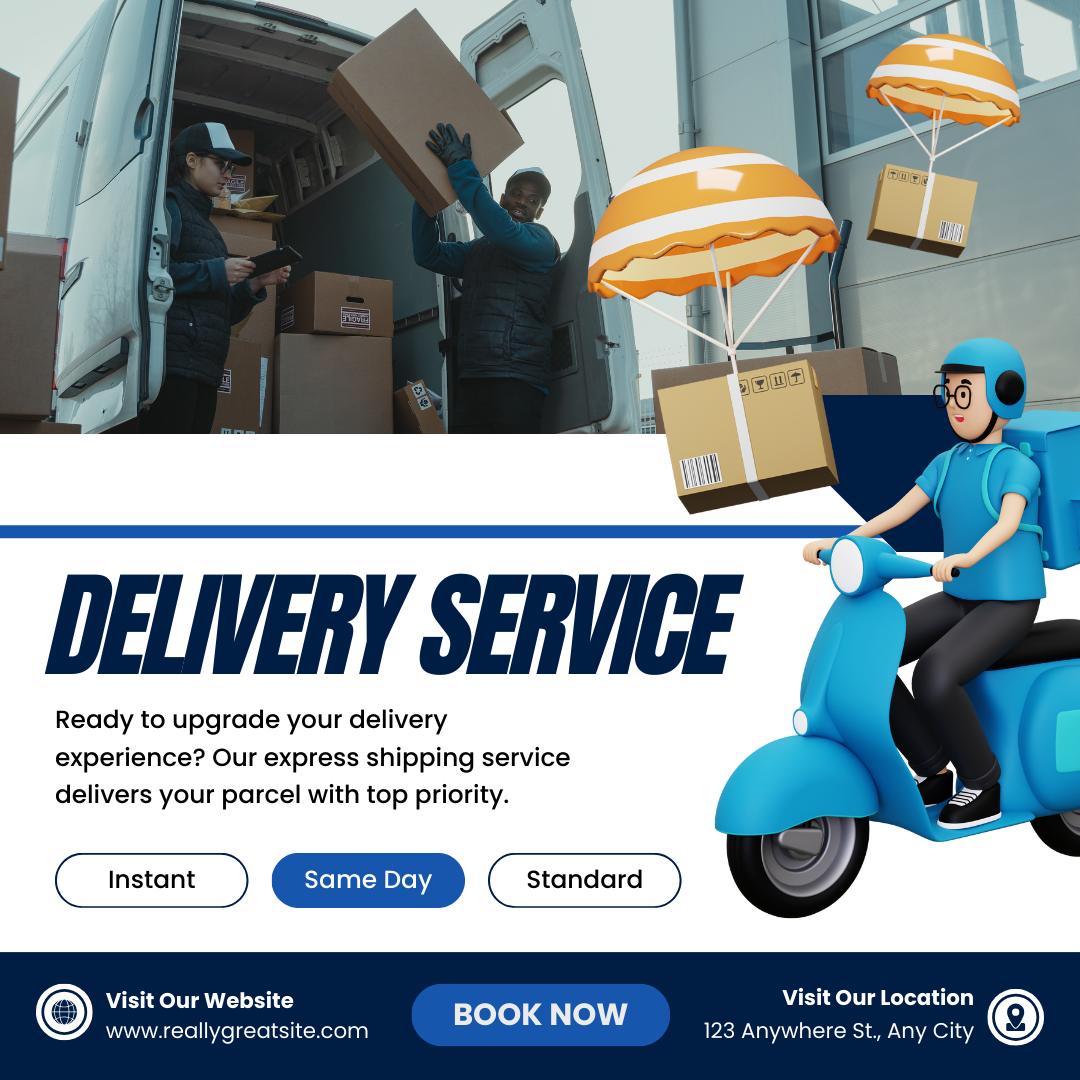 FRAGILE
DELIVERY SERVICE
Ready to upgrade your delivery
experience? Our express shipping service
delivers your parcel with top priority.
Instant
Same Day
Standard
Visit Our Website
www.reallygreatsite.com
BOOK NOW
Visit Our Location
123 Anywhere St., Any City